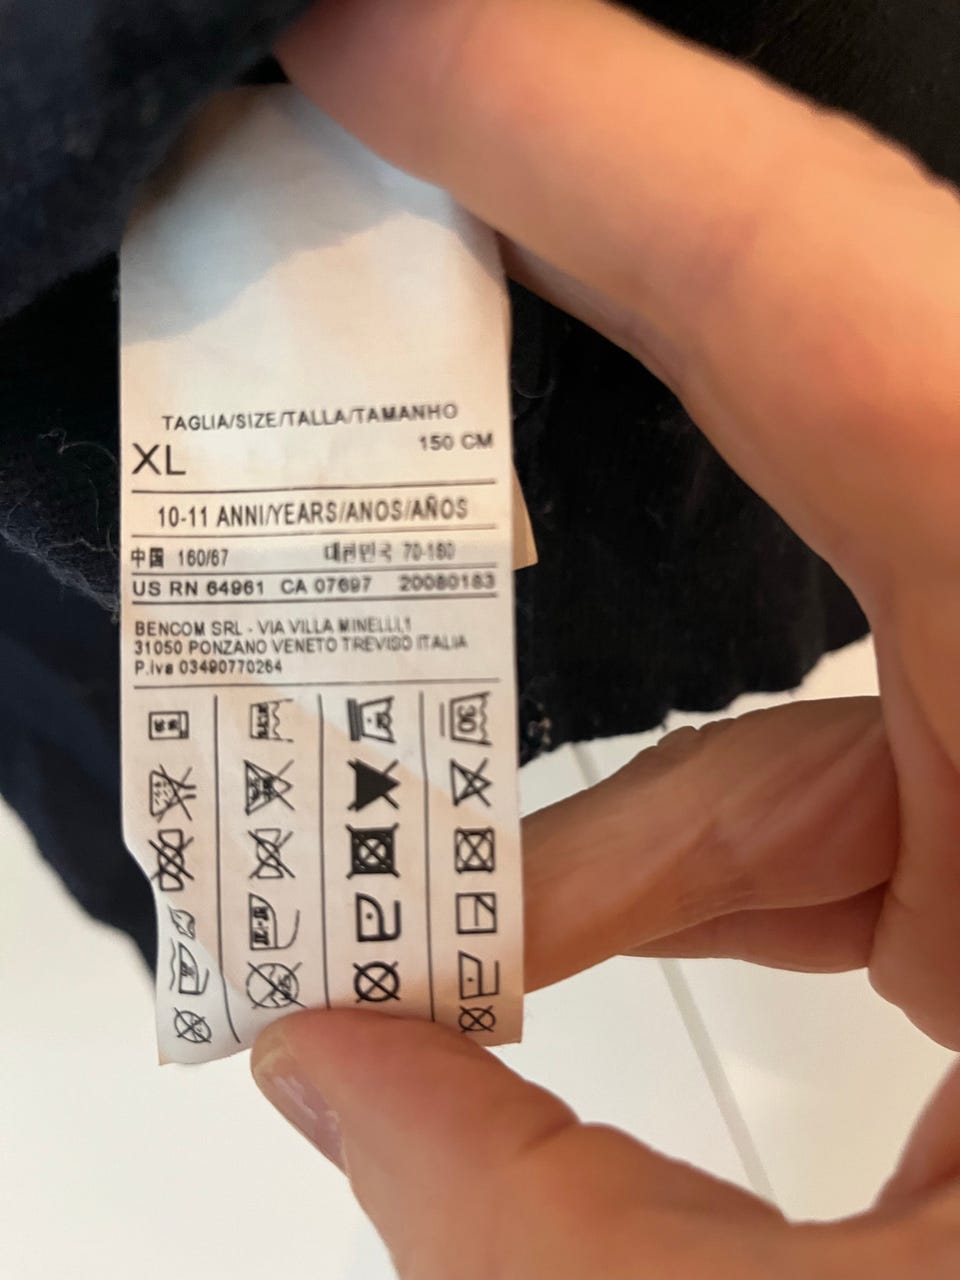 TAGLIA/SIZE/TALLA/TAMANHO
XL 150 CM
10-11 ANNI/YEARS/ANOS/AÑOS
中国 160/67 대한민국 70-160
US RN 64961 CA 07697 20080183
BENCOM SRL - VIA VILLA MINELLI,1
31050 PONZANO VENETO TREVISO ITALIA
P.iva 03490770264
30